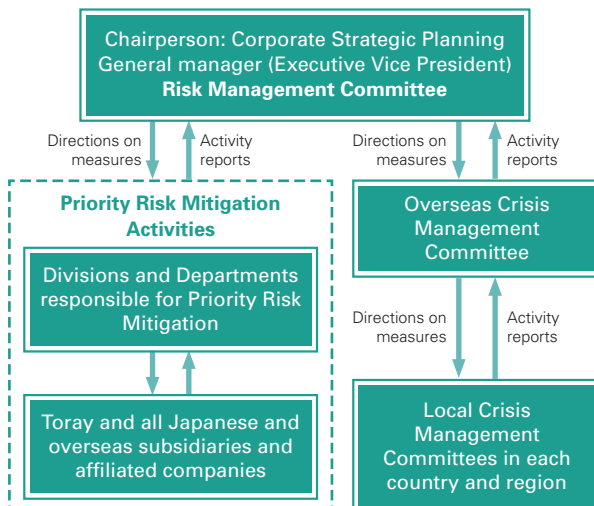 Chairperson: Corporate Strategic Planning
General manager (Executive Vice President)
Risk Management Committee
Directions on
measures
Activity
reports
Directions on
measures
Activity
reports
Priority Risk Mitigation
Activities
Divisions and Departments
responsible for Priority Risk
Mitigation
Toray and all Japanese and
overseas subsidiaries and
affiliated companies
Overseas Crisis
Management
Committee
Directions on
measures
Activity
reports
Local Crisis
Management
Committees in each
country and region